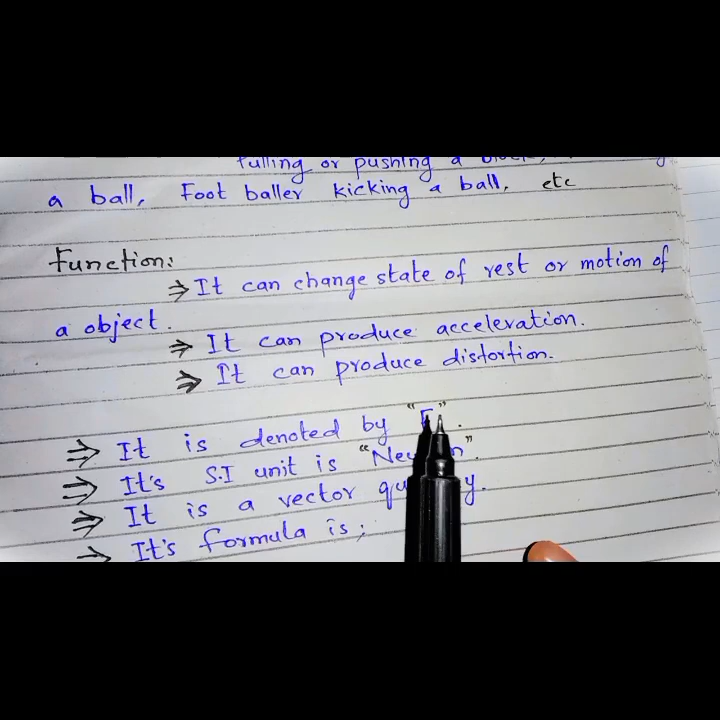 or pushing a
a ball, Foot baller kicking a ball, etc
Function:
⇒ It can change state of rest or motion of
a object.
⇒ It can produce acceleration.
⇒ It can produce distortion.
⇒ It is denoted by "F".
⇒ It's S.I unit is
⇒ It is a vector
⇒ It's formula is;